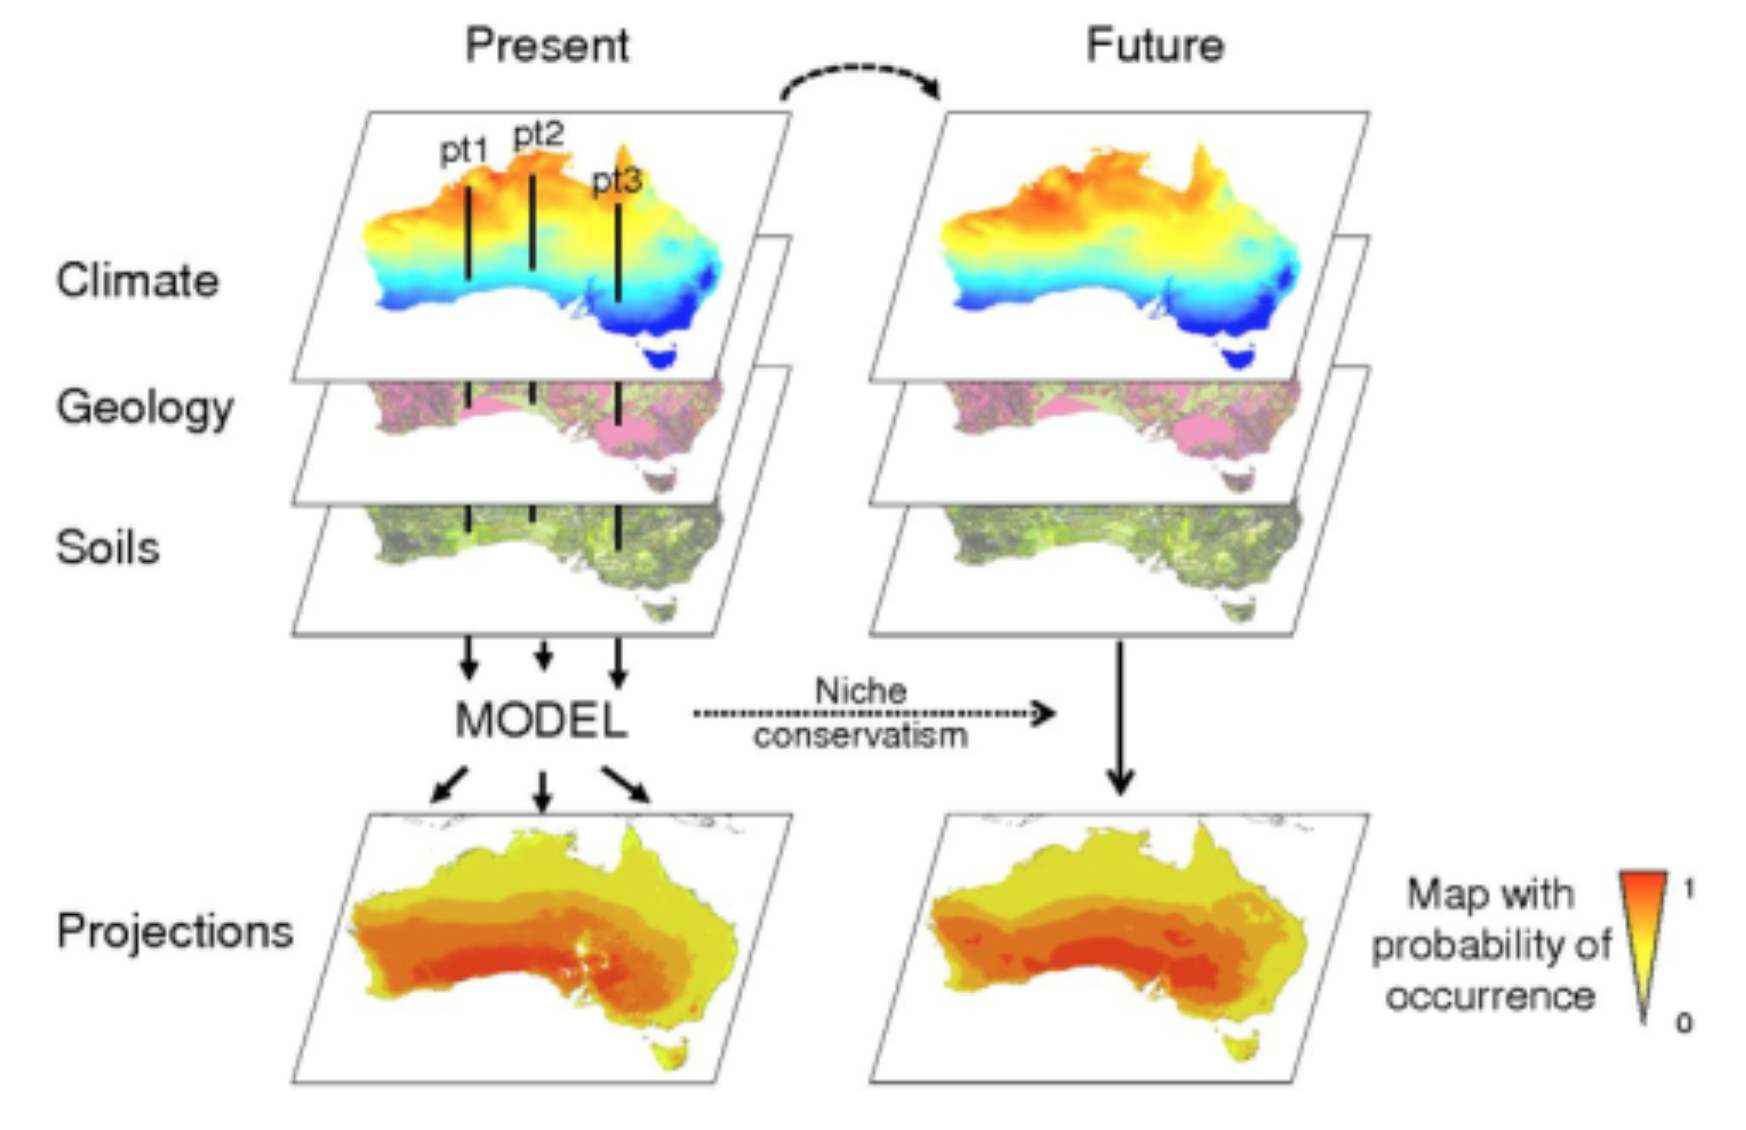 Present
Future
pt1
pt2
pt3
Climate
Geology
Soils
MODEL
Niche
conservatism
Projections
Map with
probability of
occurrence
1
0